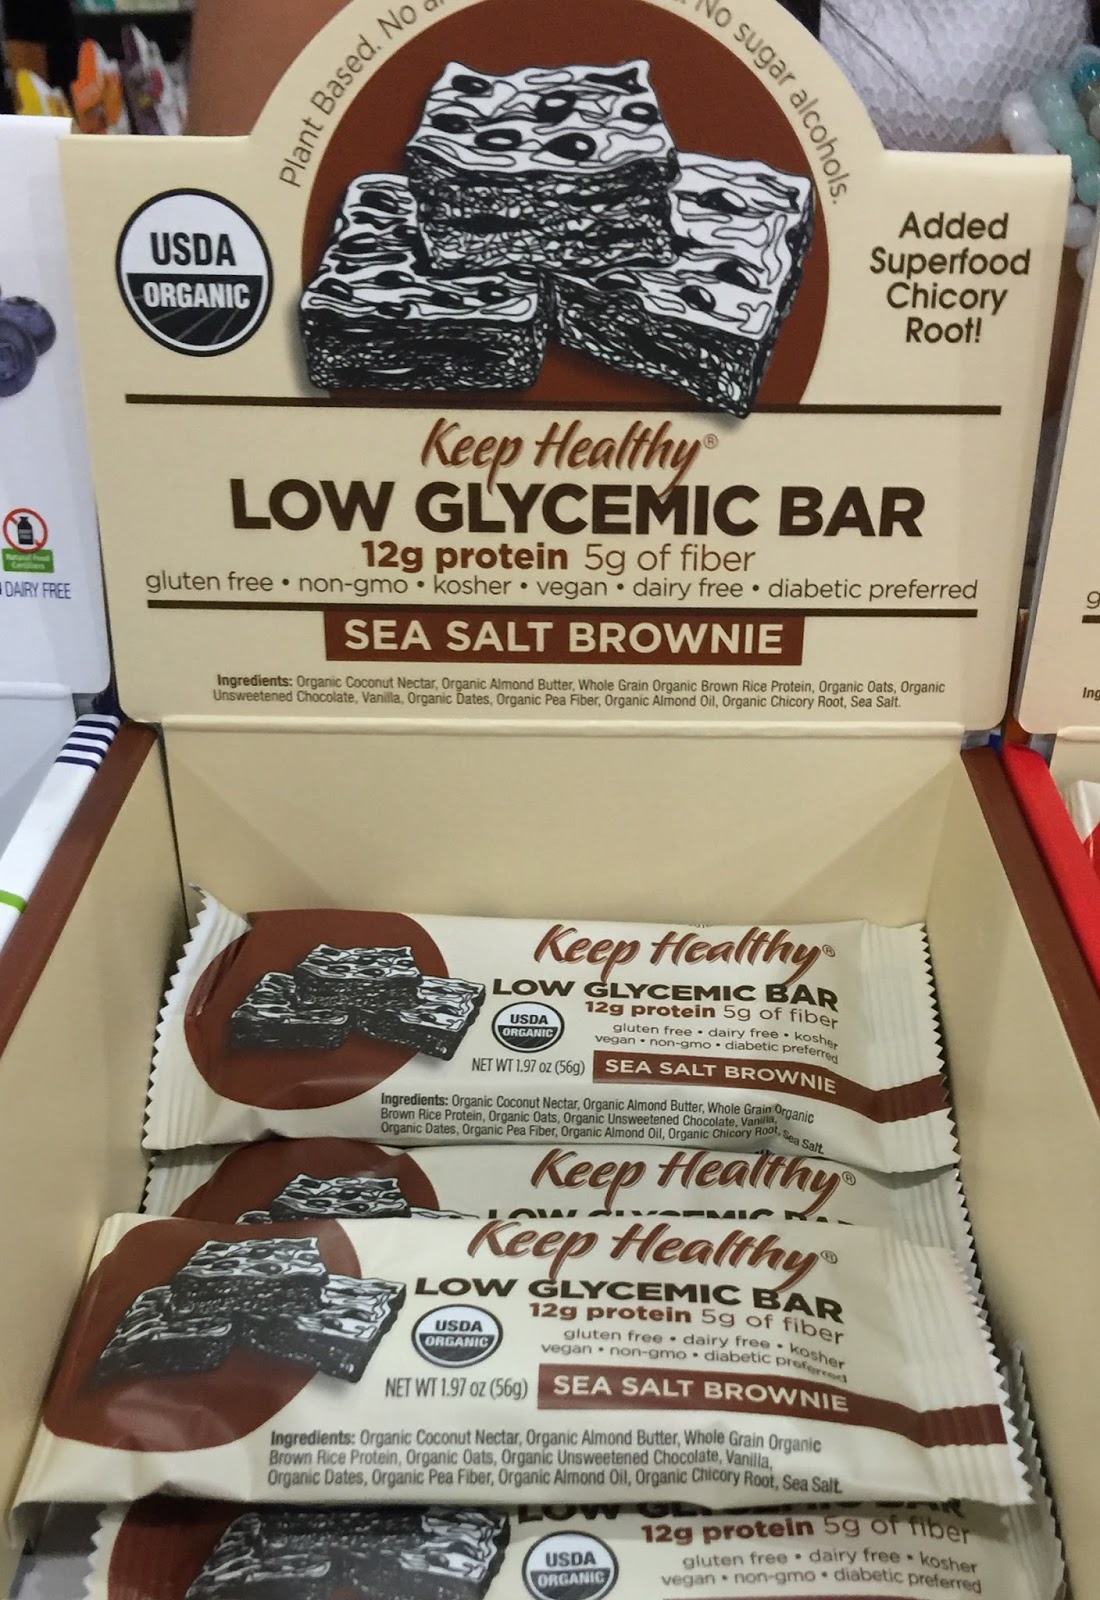 Plant Based. No
No sugar alcohols.
USDA
ORGANIC
Added
Superfood
Chicory
Root!
Keep Healthy®
LOW GLYCEMIC BAR
12g protein 5g of fiber
gluten free • non-gmo • kosher • vegan • dairy free • diabetic preferred
SEA SALT BROWNIE
Ingredients: Organic Coconut Nectar, Organic Almond Butter, Whole Grain Organic Brown Rice Protein, Organic Oats, Organic
Unsweetened Chocolate, Vanilla, Organic Dates, Organic Pea Fiber, Organic Almond Oil, Organic Chicory Root, Sea Salt.
DAIRY FREE
Keep Healthy®
LOW GLYCEMIC BAR
12g protein 5g of fiber
USDA
ORGANIC
gluten free • dairy free • kosher
vegan • non-gmo • diabetic preferred
NET WT 1.97 oz (56g)
SEA SALT BROWNIE
Ingredients: Organic Coconut Nectar, Organic Almond Butter, Whole Grain Organic
Brown Rice Protein, Organic Oats, Organic Unsweetened Chocolate, Vanilla,
Organic Dates, Organic Pea Fiber, Organic Almond Oil, Organic Chicory Root, Sea Salt.
Keep Healthy®
LOW GLYCEMIC BAR
Keep Healthy®
LOW GLYCEMIC BAR
12g protein 5g of fiber
USDA
ORGANIC
gluten free • dairy free • kosher
vegan • non-gmo • diabetic preferred
NET WT 1.97 oz (56g)
SEA SALT BROWNIE
Ingredients: Organic Coconut Nectar, Organic Almond Butter, Whole Grain Organic
Brown Rice Protein, Organic Oats, Organic Unsweetened Chocolate, Vanilla,
Organic Dates, Organic Pea Fiber, Organic Almond Oil, Organic Chicory Root, Sea Salt.
LOW GLYCEMIC BAR
12g protein 5g of fiber
USDA
ORGANIC
gluten free • dairy free • kosher
vegan • non-gmo • diabetic preferred